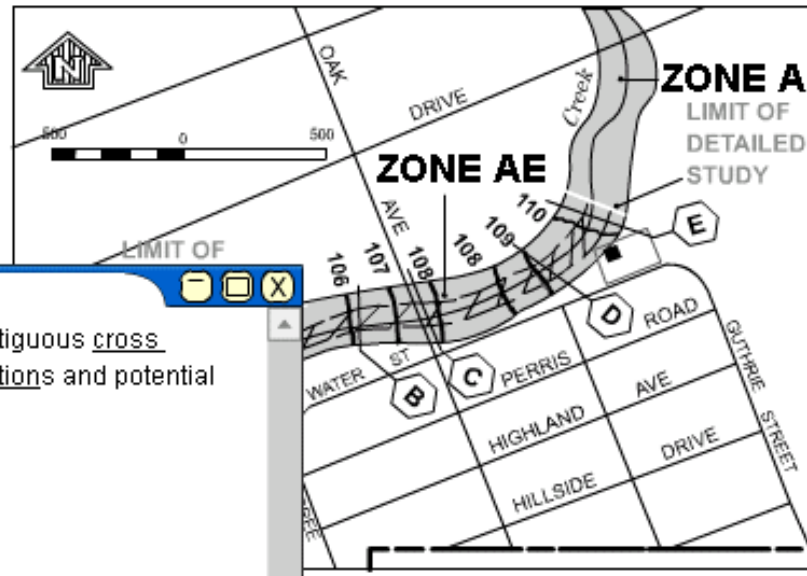 N
OAK
DRIVE
Creek
ZONE A
LIMIT OF
DETAILED
STUDY
500 0 500
ZONE AE
AVE
LIMIT OF
106
107
108
108
109
110
E
D
C
B
X
tiguous cross
tions and potential
WATER ST
PERRIS ROAD
HIGHLAND AVE
HILLSIDE DRIVE
GUTHRIE STREET
REE